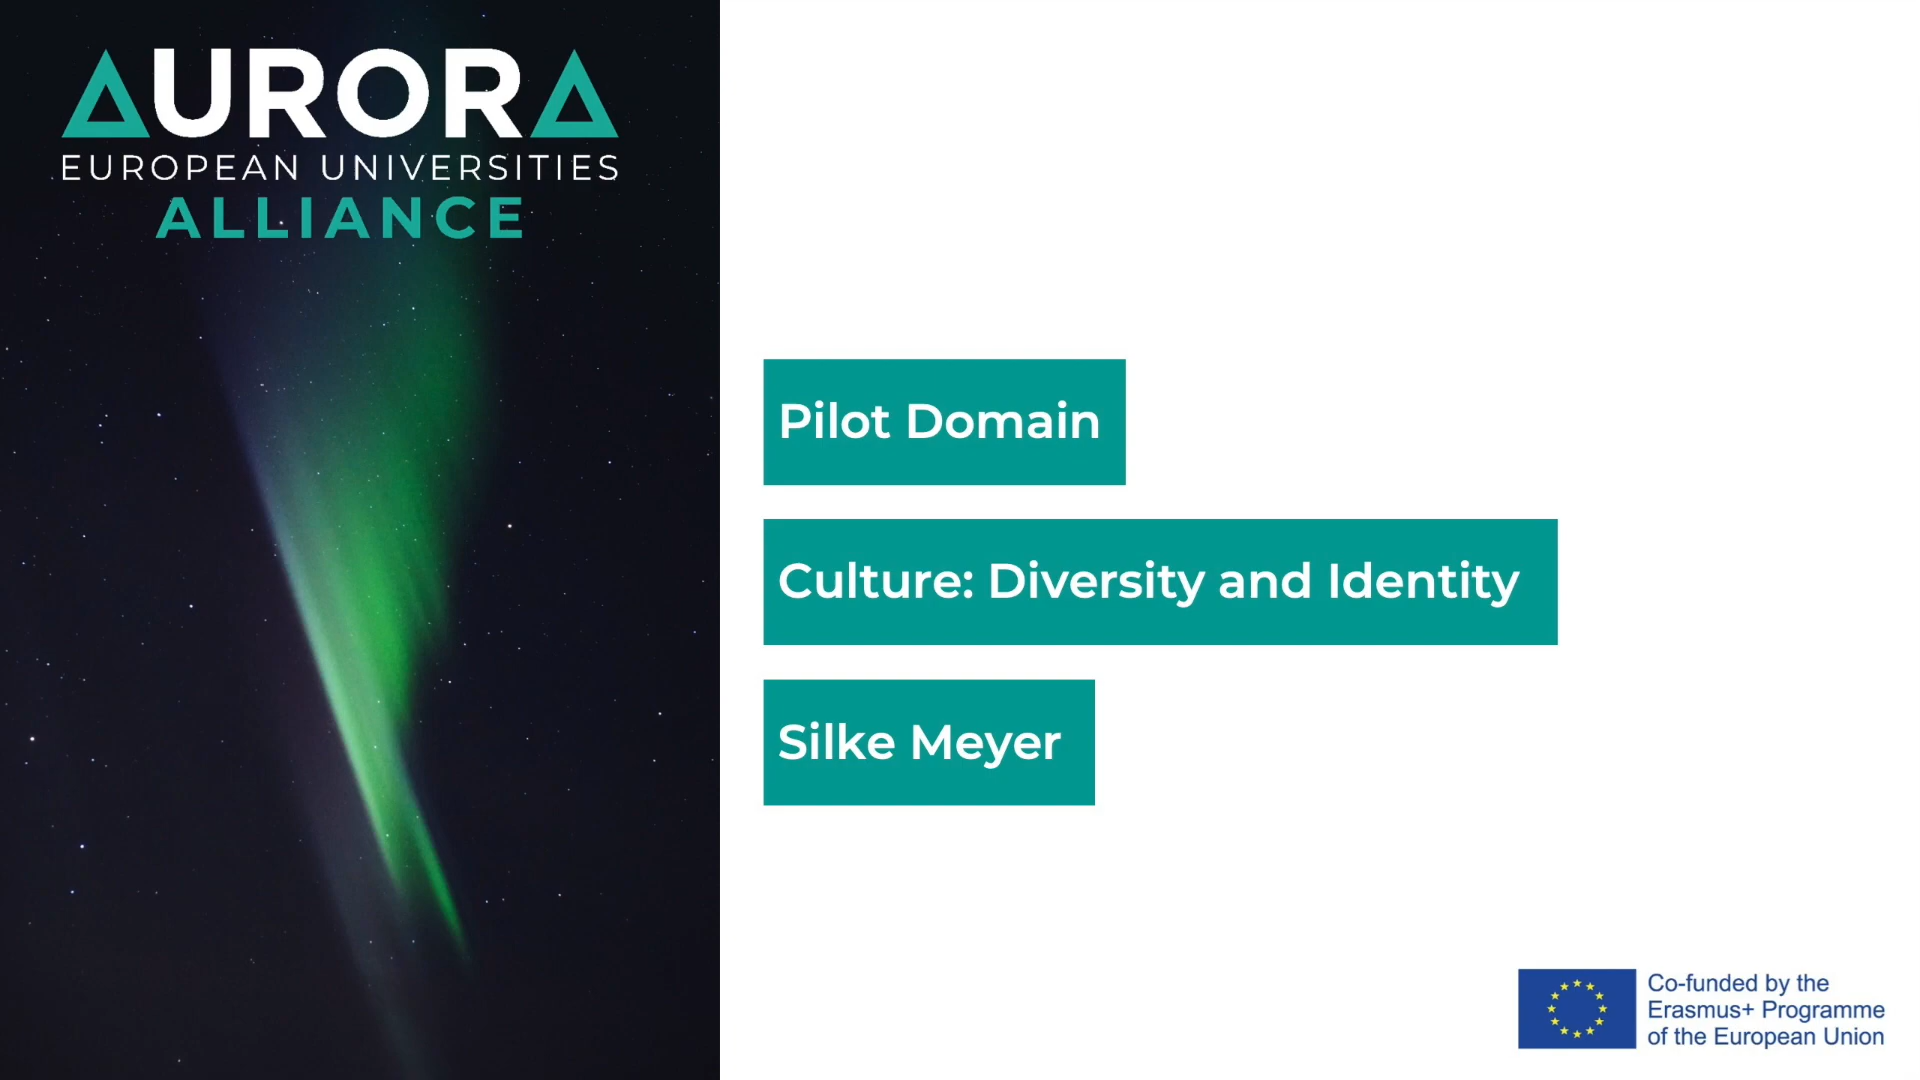 AURORA
EUROPEAN UNIVERSITIES
ALLIANCE
Pilot Domain
Culture: Diversity and Identity
Silke Meyer
Co-funded by the
Erasmus+ Programme
of the European Union